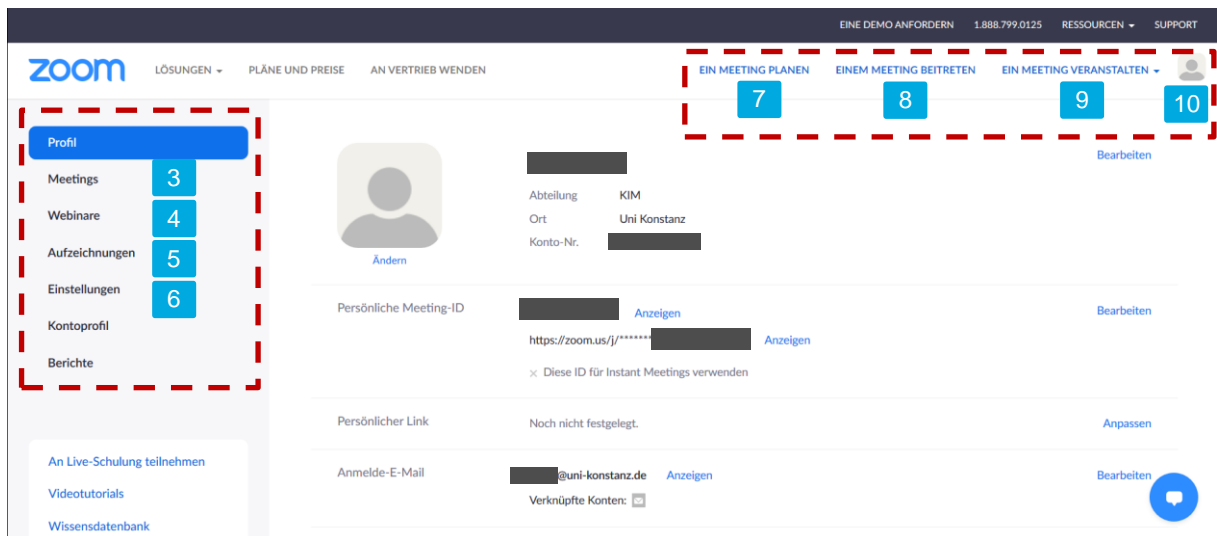 EINE DEMO ANFORDERN 1.888.799.0125 RESSOURCEN SUPPORT
zoom LÖSUNGEN PLÄNE UND PREISE AN VERTRIEB WENDEN EIN MEETING PLANEN EINEM MEETING BEITRETEN EIN MEETING VERANSTALTEN
7 8 9 10
Profil
Bearbeiten
Meetings 3
Abteilung KIM
Webinare 4
Ort Uni Konstanz
Konto-Nr.
Aufzeichnungen 5
Ändern
Einstellungen 6
Persönliche Meeting-ID Anzeigen Bearbeiten
Kontoprofil
https://zoom.us/j/******* Anzeigen
Berichte
× Diese ID für Instant Meetings verwenden
Persönlicher Link Noch nicht festgelegt. Anpassen
An Live-Schulung teilnehmen
Anmelde-E-Mail @uni-konstanz.de Anzeigen Bearbeiten
Videotutorials
Verknüpfte Konten:
Wissensdatenbank